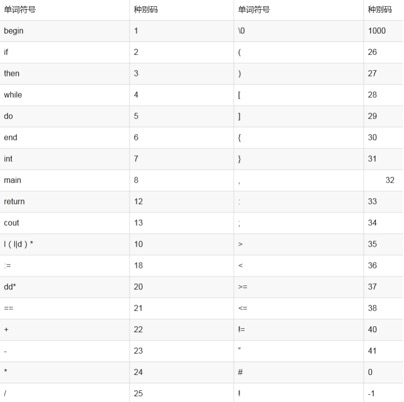 单词符号 种别码 单词符号 种别码
begin 1 \0 1000
if 2 ( 26
then 3 ) 27
while 4 [ 28
do 5 ] 29
end 6 { 30
int 7 } 31
main 8 , 32
return 12 : 33
cout 13 ; 34
l ( l|d ) * 10 > 35
:= 18 < 36
dd* 20 >= 37
== 21 <= 38
+ 22 != 40
- 23 " 41
* 24 # 0
/ 25 ! -1